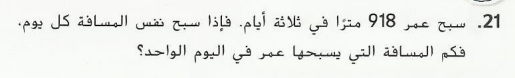 21. سبح عمر 918 مترًا في ثلاثة أيام. فإذا سبح نفس المسافة كل يوم،
فكم المسافة التي يسبحها عمر في اليوم الواحد؟